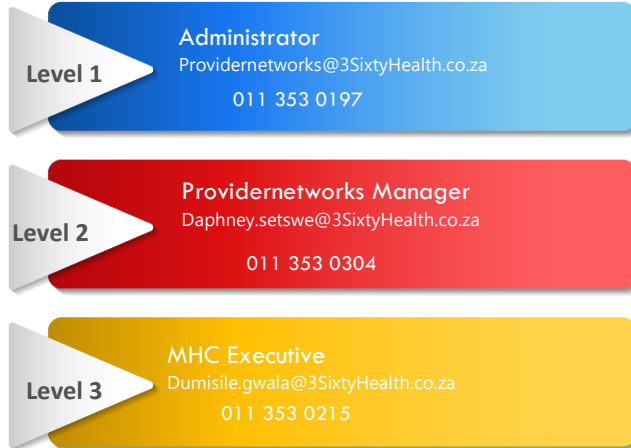 Level 1
Administrator
Providernetworks@3SixtyHealth.co.za
011 353 0197
Level 2
Providernetworks Manager
Daphney.setswe@3SixtyHealth.co.za
011 353 0304
Level 3
MHC Executive
Dumisile.gwala@3SixtyHealth.co.za
011 353 0215